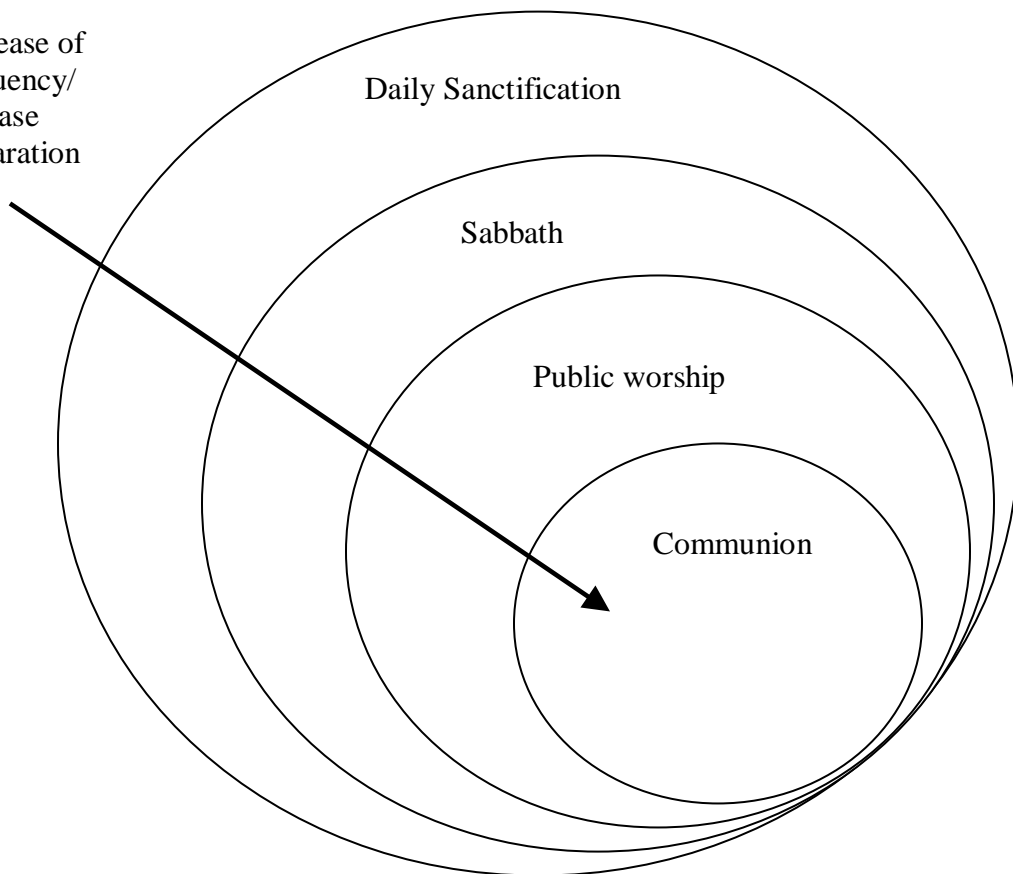 ease of
uency/
ase
aration
Daily Sanctification
Sabbath
Public worship
Communion